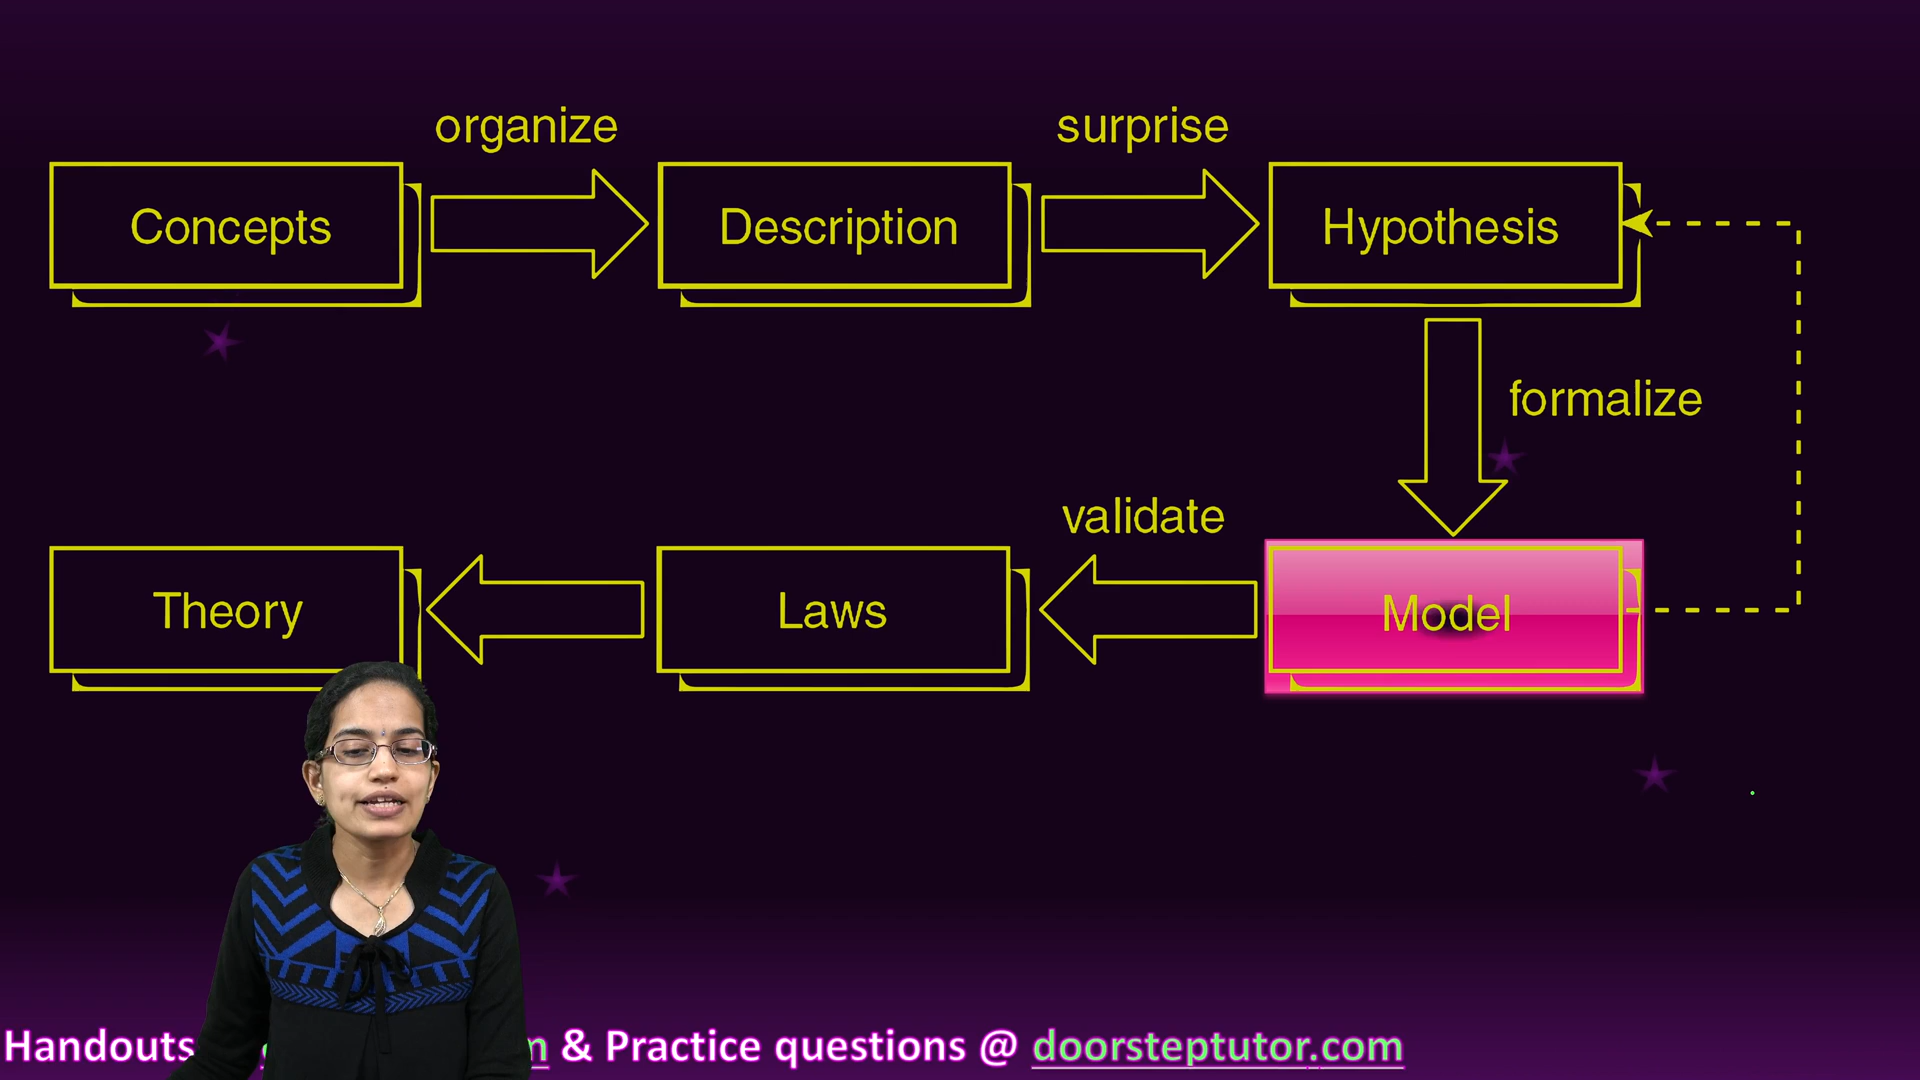 organize
surprise
Concepts
Description
Hypothesis
formalize
validate
Theory
Laws
Model
Handouts & Practice questions @ doorsteptutor.com